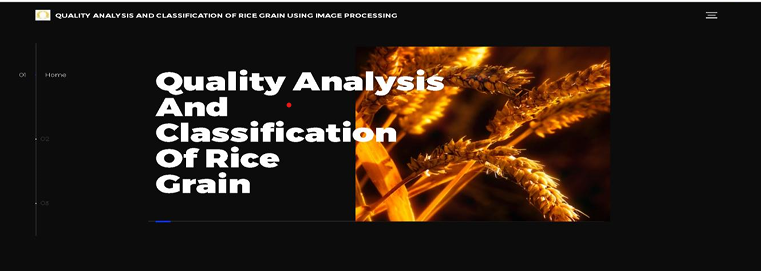 QUALITY ANALYSIS AND CLASSIFICATION OF RICE GRAIN USING IMAGE PROCESSING
01 Home
Quality Analysis
And
Classification
Of Rice
Grain
02